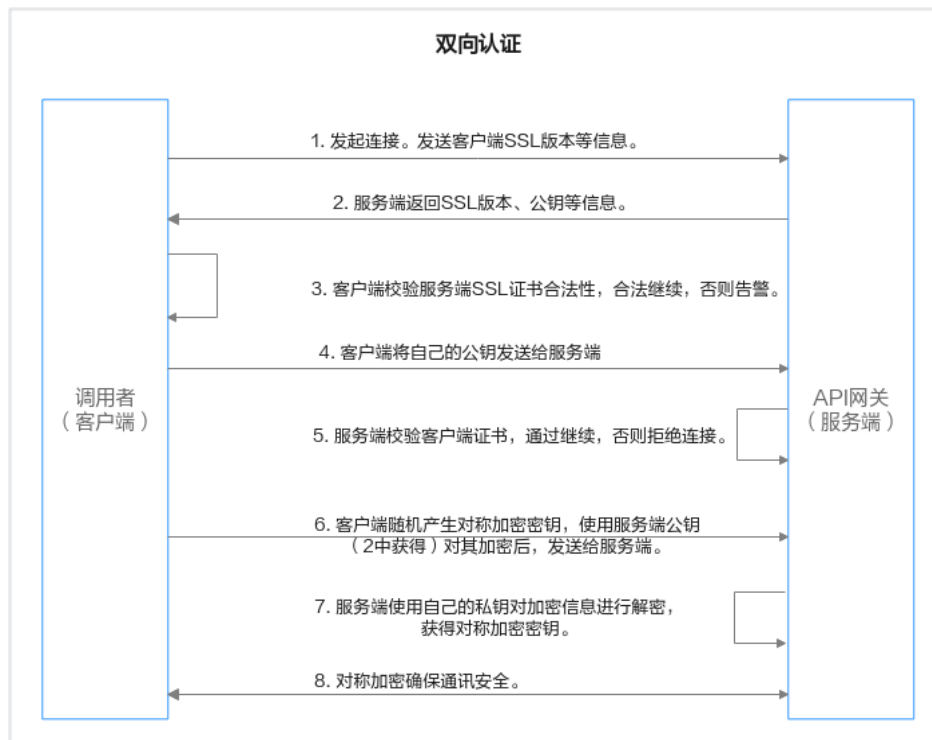 双向认证
1. 发起连接。发送客户端SSL版本等信息。
2. 服务端返回SSL版本、公钥等信息。
3. 客户端校验服务端SSL证书合法性，合法继续，否则告警。
4. 客户端将自己的公钥发送给服务端
调用者
（客户端）
API网关
（服务端）
5. 服务端校验客户端证书，通过继续，否则拒绝连接。
6. 客户端随机产生对称加密密钥，使用服务端公钥
（2中获得）对其加密后，发送给服务端。
7. 服务端使用自己的私钥对加密信息进行解密，
获得对称加密密钥。
8. 对称加密确保通讯安全。